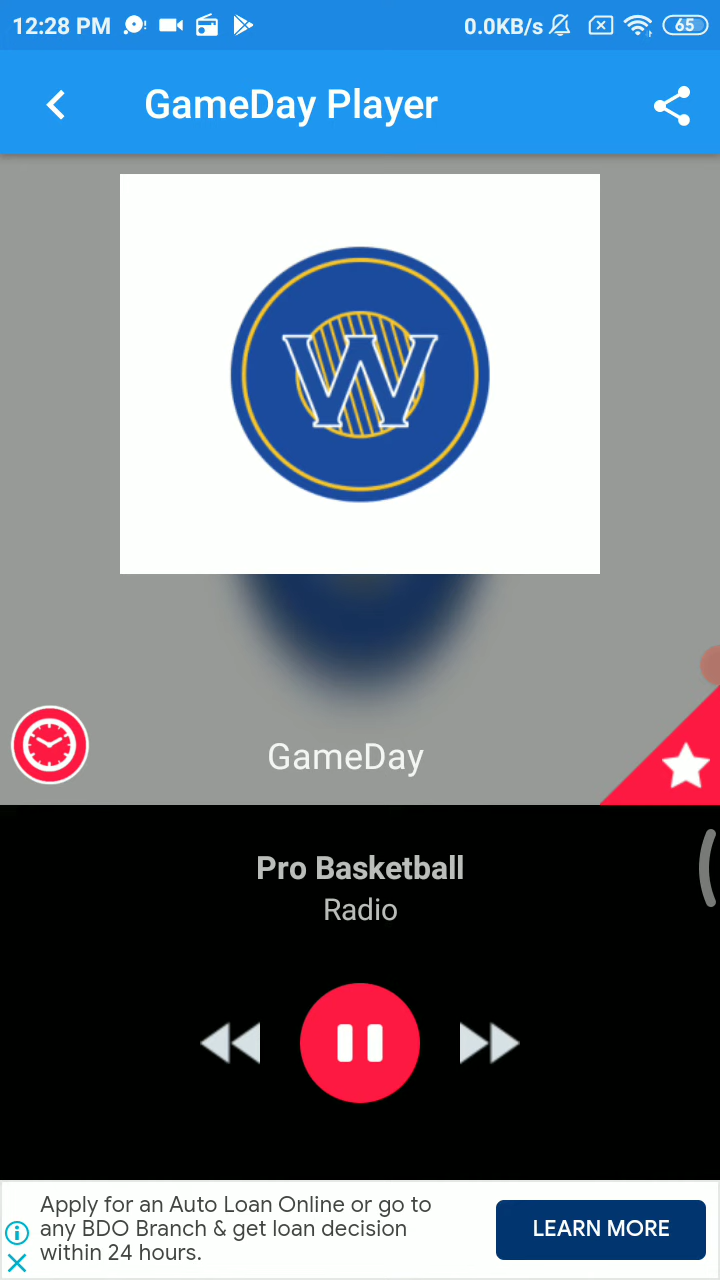 12:28 PM
0.0KB/s
65
GameDay Player
W
GameDay
Pro Basketball
Radio
Apply for an Auto Loan Online or go to
any BDO Branch & get loan decision
within 24 hours.
LEARN MORE